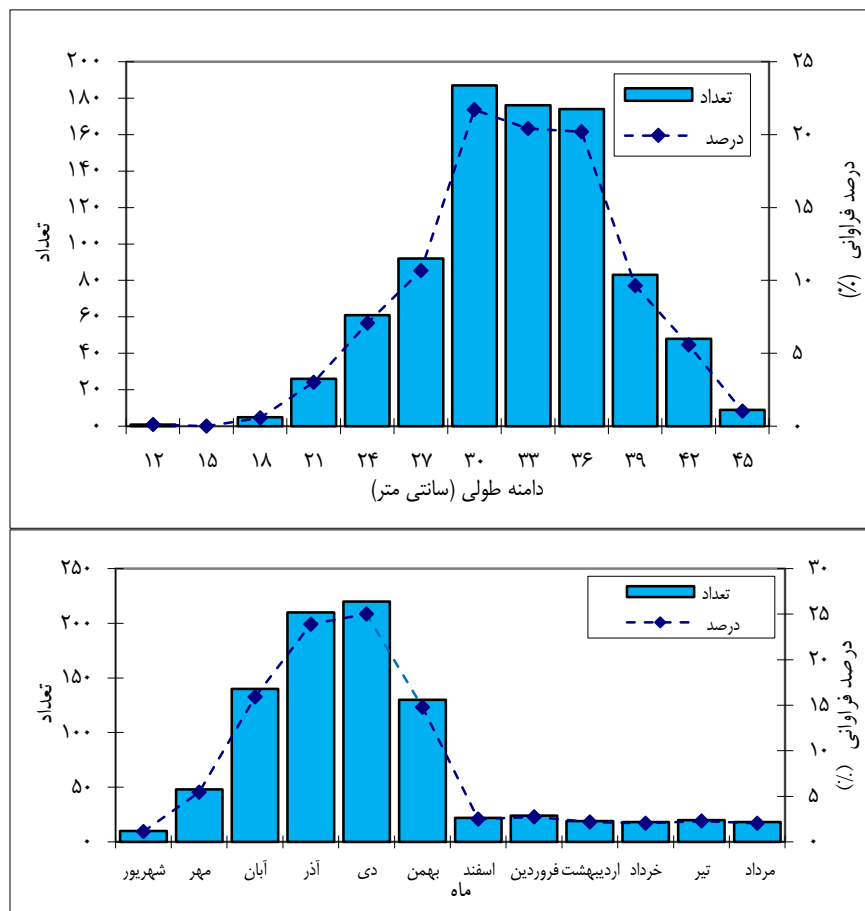 ۲۰۰
۱۸۰
۱۶۰
۱۴۰
۱۲۰
۱۰۰
۸۰
۶۰
۴۰
۲۰
۰
تعداد
تعداد
درصد
۲۵
۲۰
۱۵
۱۰
۵
۰
درصد فراوانی (%)
۱۲ ۱۵ ۱۸ ۲۱ ۲۴ ۲۷ ۳۰ ۳۳ ۳۶ ۳۹ ۴۲ ۴۵
دامنه طولی (سانتی متر)
۲۵۰
۲۰۰
۱۵۰
۱۰۰
۵۰
۰
تعداد
تعداد
درصد
۳۰
۲۵
۲۰
۱۵
۱۰
۵
۰
درصد فراوانی (٪)
شهریور مهر آبان آذر دی بهمن اسفند فروردین اردیبهشت خرداد تیر مرداد
ماه